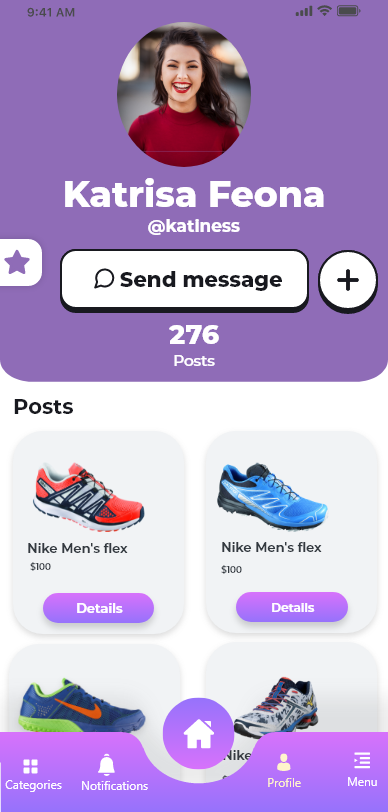 9:41 AM
Katrisa Feona
@katlness
Send message
276
Posts
Posts
Nike Men's flex
$100
Details
Nike Men's flex
$100
Details
Nike
Categories
Notifications
Profile
Menu